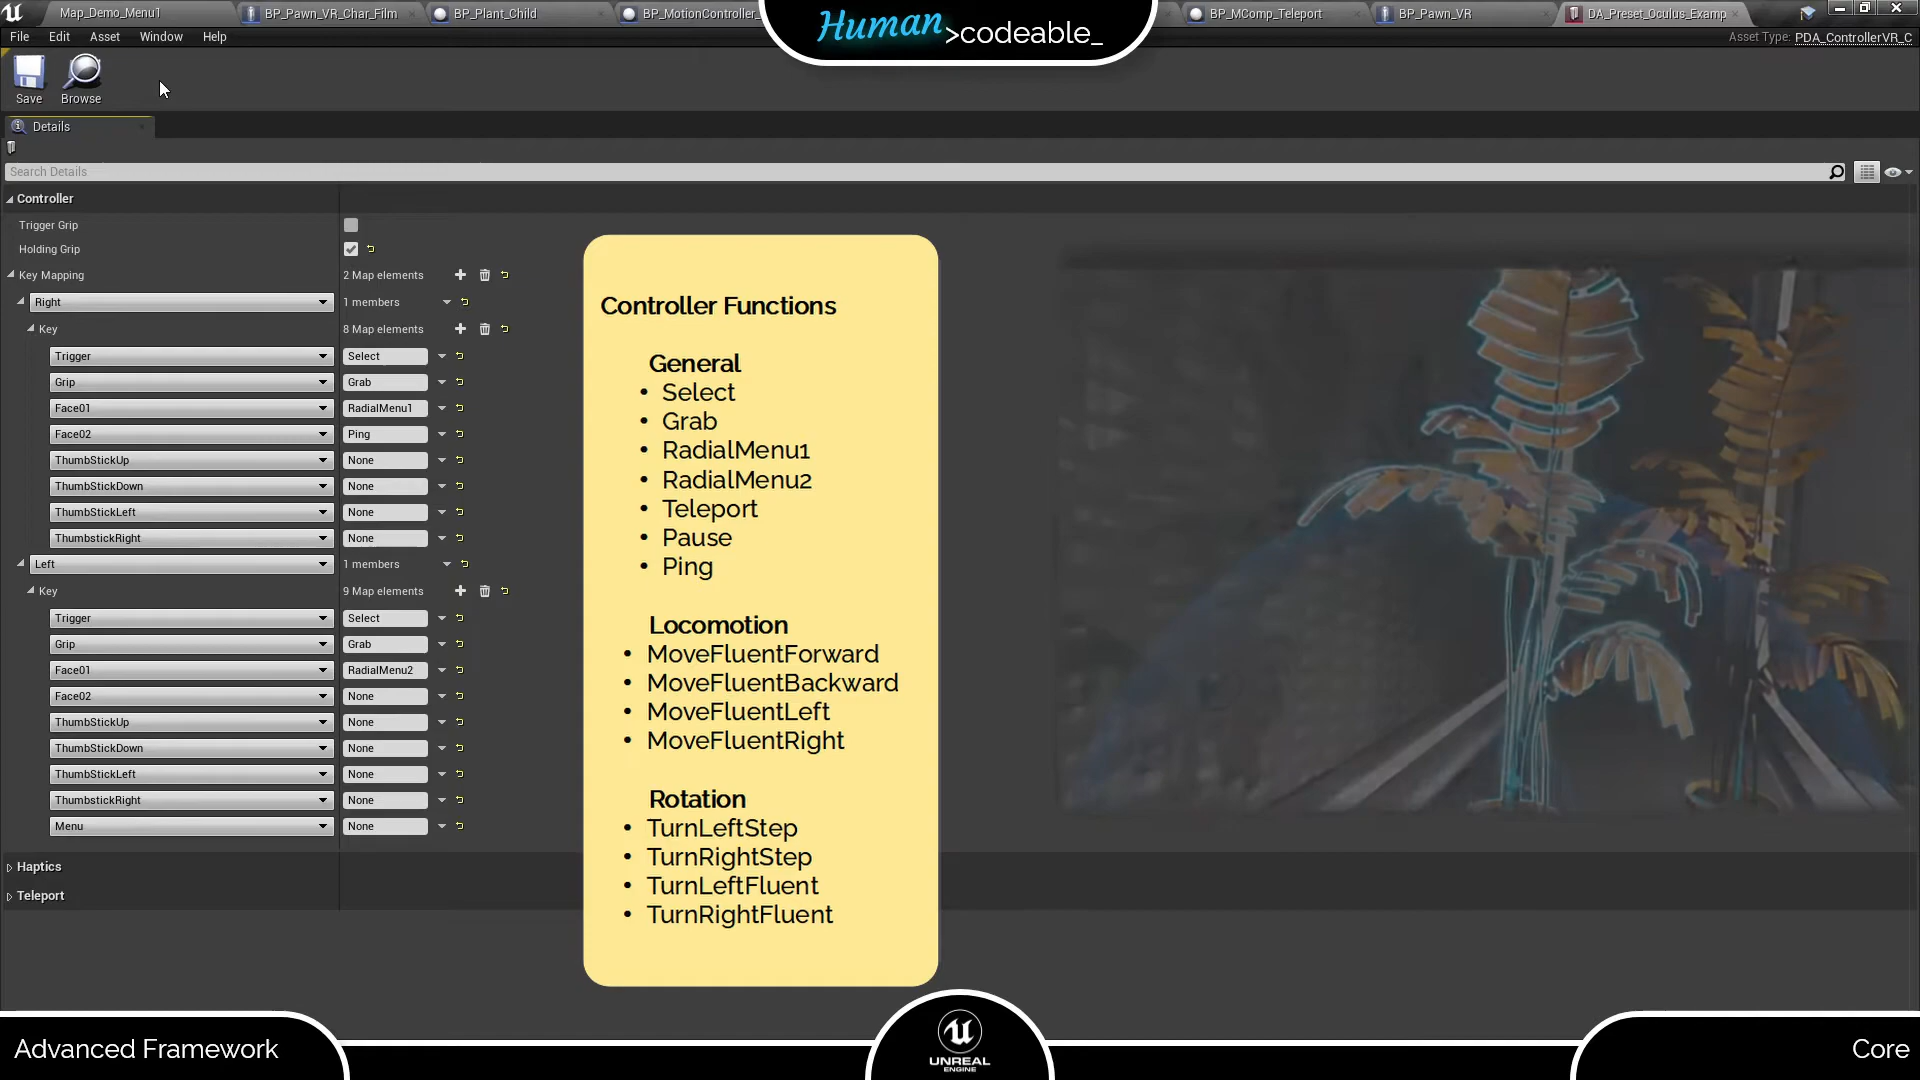 Map_Demo_Menu1
BP_Pawn_VR_Char_Film
BP_Plant_Child
BP_MotionController_
BP_MComp_Teleport
BP_Pawn_VR
DA_Preset_Oculus_Examp
Human >codeable_
File Edit Asset Window Help
Asset Type: PDA_ControllerVR_C
Save Browse
Details
Search Details
Controller
Trigger Grip
Holding Grip
Key Mapping 2 Map elements
Right 1 members
Key 8 Map elements
Trigger Select
Grip Grab
Face01 RadialMenu1
Face02 Ping
ThumbStickUp None
ThumbStickDown None
ThumbStickLeft None
ThumbstickRight None
Left 1 members
Key 9 Map elements
Trigger Select
Grip Grab
Face01 RadialMenu2
Face02 None
ThumbStickUp None
ThumbStickDown None
ThumbStickLeft None
ThumbstickRight None
Menu None
Haptics
Teleport
Controller Functions
General
• Select
• Grab
• RadialMenu1
• RadialMenu2
• Teleport
• Pause
• Ping
Locomotion
• MoveFluentForward
• MoveFluentBackward
• MoveFluentLeft
• MoveFluentRight
Rotation
• TurnLeftStep
• TurnRightStep
• TurnLeftFluent
• TurnRightFluent
Advanced Framework
UNREAL
ENGINE
Core